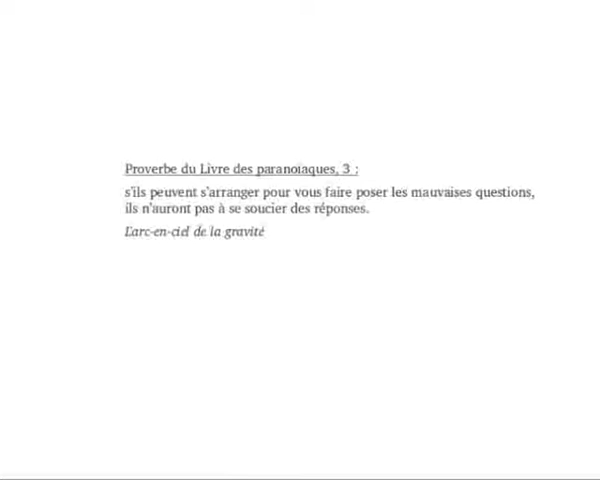 Proverbe du Livre des paranoïaques, 3 :
s'ils peuvent s'arranger pour vous faire poser les mauvaises questions,
ils n'auront pas à se soucier des réponses.
L'arc-en-ciel de la gravité